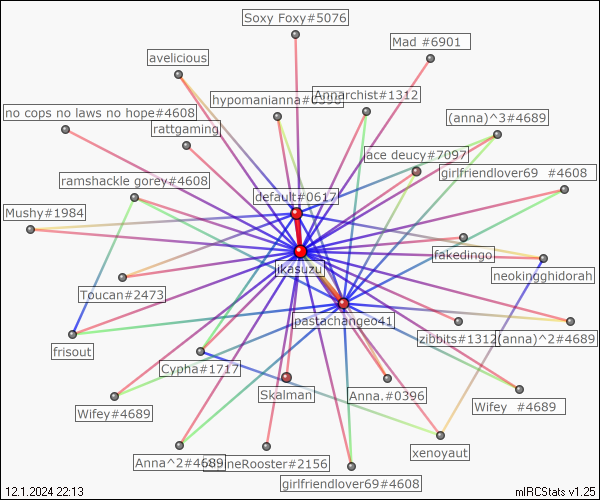 Soxy Foxy#5076
Mad #6901
avelicious
hypomanianna#0396
Annarchist#1312
no cops no laws no hope#4608
(anna)^3#4689
rattgaming
ace deucy#7097
girlfriendlover69 #4608
ramshackle gorey#4608
default#0617
Mushy#1984
fakedingo
ikasuzu
neokingghidorah
Toucan#2473
pastachangeo41
zibbits#1312
(anna)^2#4689
frisout
Cypha#1717
Skalman
Anna.#0396
Wifey#4689
Wifey #4689
xenoyaut
Anna^2#4689
neRooster#2156
girlfriendlover69#4608
12.1.2024 22:13
mIRCStats v1.25